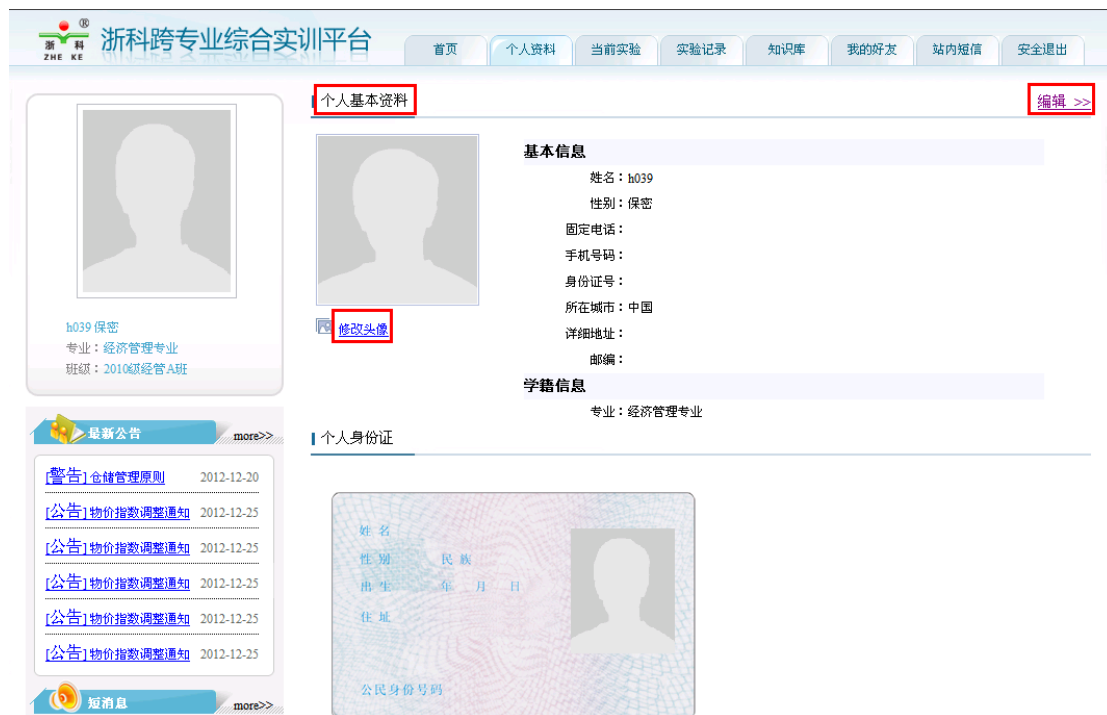 ®
浙 科
ZHE KE
浙科跨专业综合实训平台
首页 个人资料 当前实验 实验记录 知识库 我的好友 站内短信 安全退出
h039 保密
专业：经济管理专业
班级：2010级经管A班
最新公告 more>>
[警告] 仓储管理原则 2012-12-20
[公告] 物价指数调整通知 2012-12-25
[公告] 物价指数调整通知 2012-12-25
[公告] 物价指数调整通知 2012-12-25
[公告] 物价指数调整通知 2012-12-25
[公告] 物价指数调整通知 2012-12-25
短消息 more>>
个人基本资料 编辑 >>
修改头像
基本信息
姓名：h039
性别：保密
固定电话：
手机号码：
身份证号：
所在城市：中国
详细地址：
邮编：
学籍信息
专业：经济管理专业
个人身份证
姓 名
性 别 民 族
出 生 年 月 日
住 址
公民身份号码